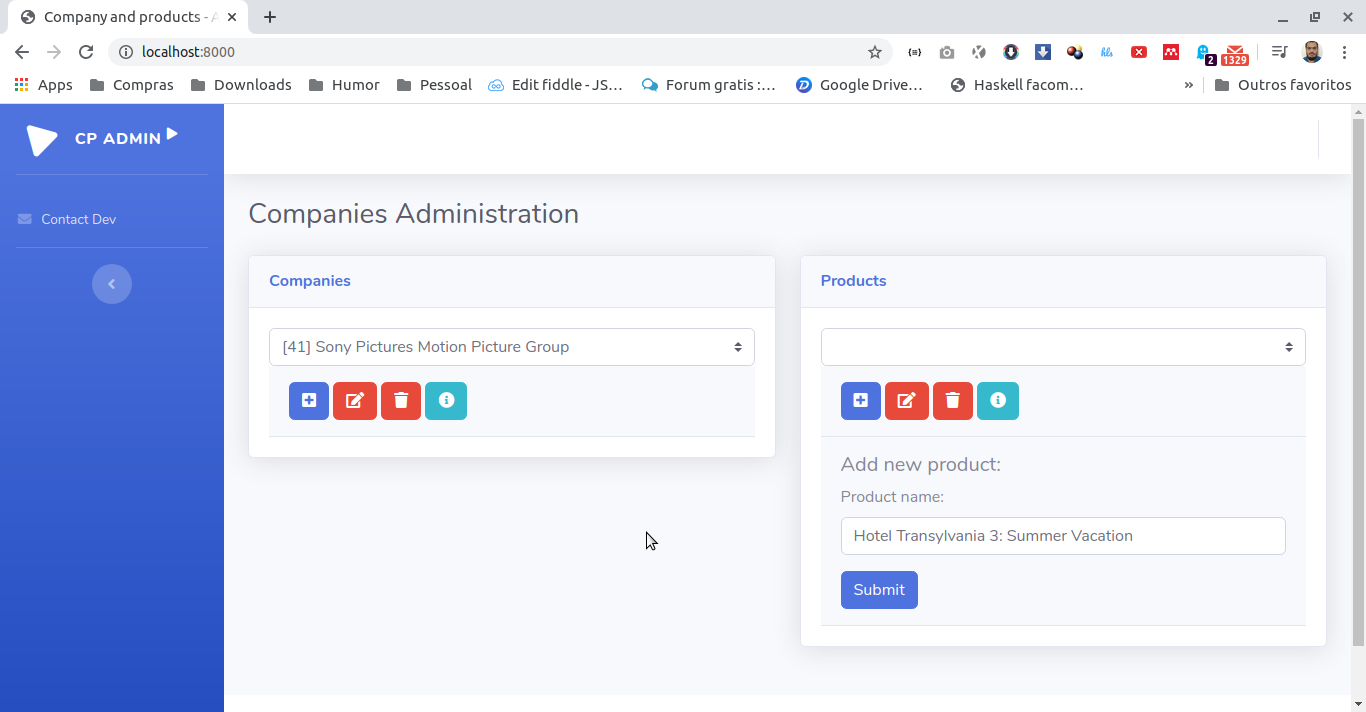 Company and products - A
localhost:8000
2
1329
Apps
Compras
Downloads
Humor
Pessoal
Edit fiddle - JS...
Forum gratis :...
Google Drive...
Haskell facom...
»
Outros favoritos
CP ADMIN
Contact Dev
Companies Administration
Companies
[41] Sony Pictures Motion Picture Group
Products
Add new product:
Product name:
Hotel Transylvania 3: Summer Vacation
Submit